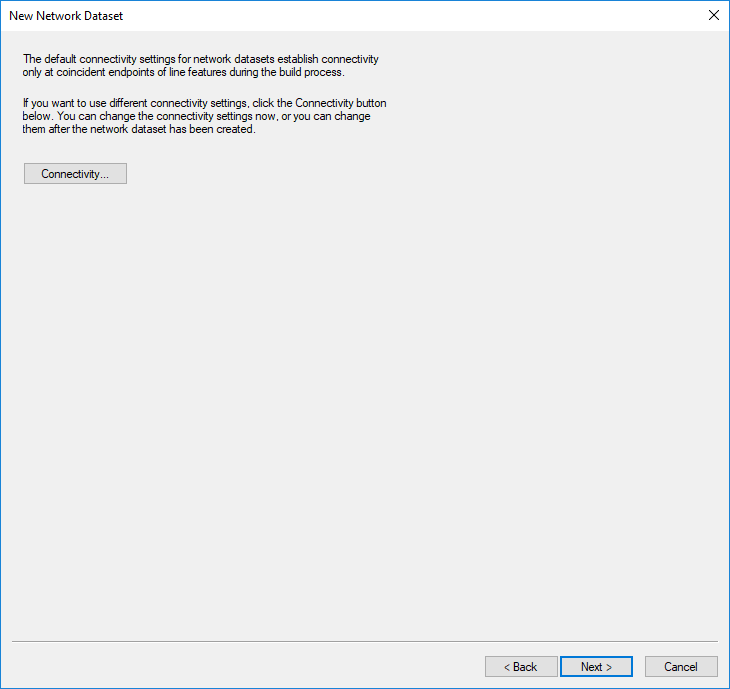 New Network Dataset
The default connectivity settings for network datasets establish connectivity
only at coincident endpoints of line features during the build process.
If you want to use different connectivity settings, click the Connectivity button
below. You can change the connectivity settings now, or you can change
them after the network dataset has been created.
Connectivity...
< Back
Next >
Cancel